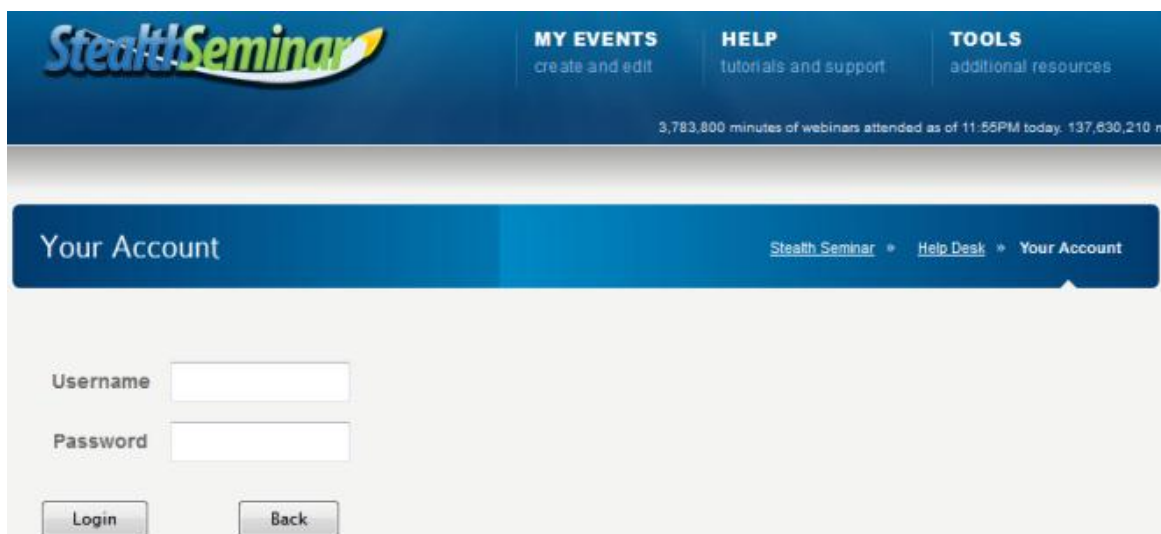 StealthSeminar
MY EVENTS
create and edit
HELP
tutorials and support
TOOLS
additional resources
3,783,800 minutes of webinars attended as of 11:55PM today. 137,630,210
Your Account
Stealth Seminar » Help Desk » Your Account
Username
Password
Login
Back